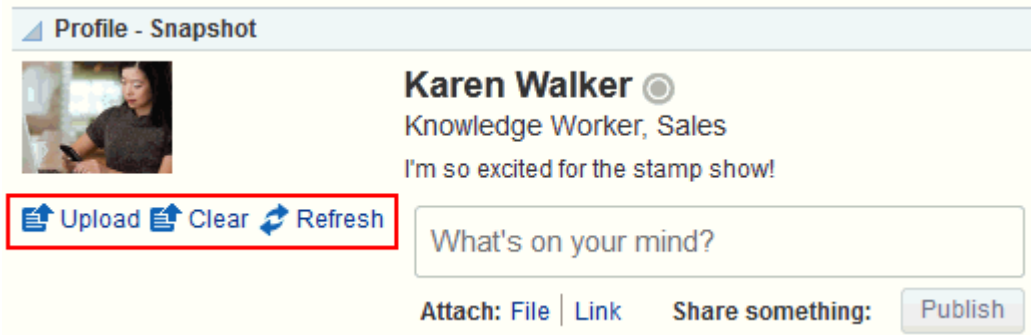 Profile - Snapshot
Karen Walker
Knowledge Worker, Sales
I'm so excited for the stamp show!
Upload Clear Refresh
What's on your mind?
Attach: File Link Share something: Publish